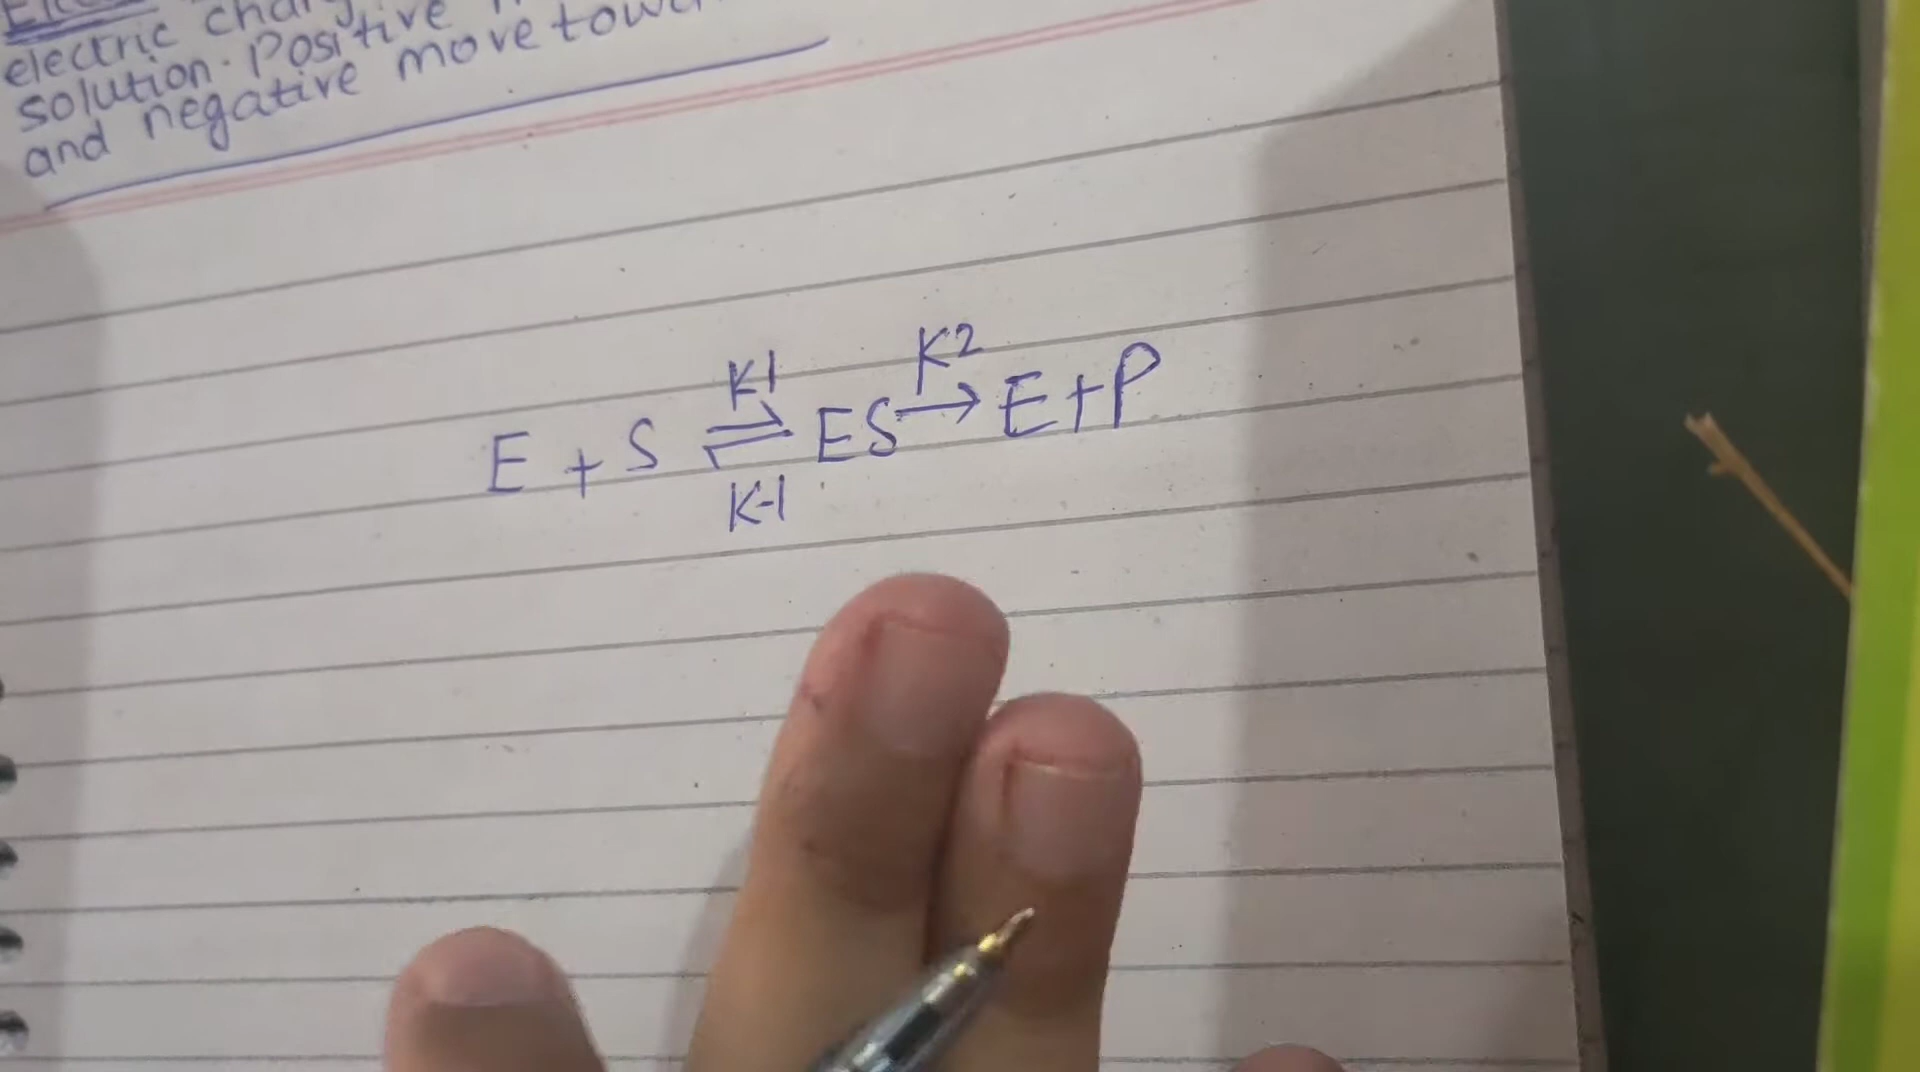 electric
solution. Positive
and negative move
K1 K2
E + S ⇌ ES → E+P
K-1